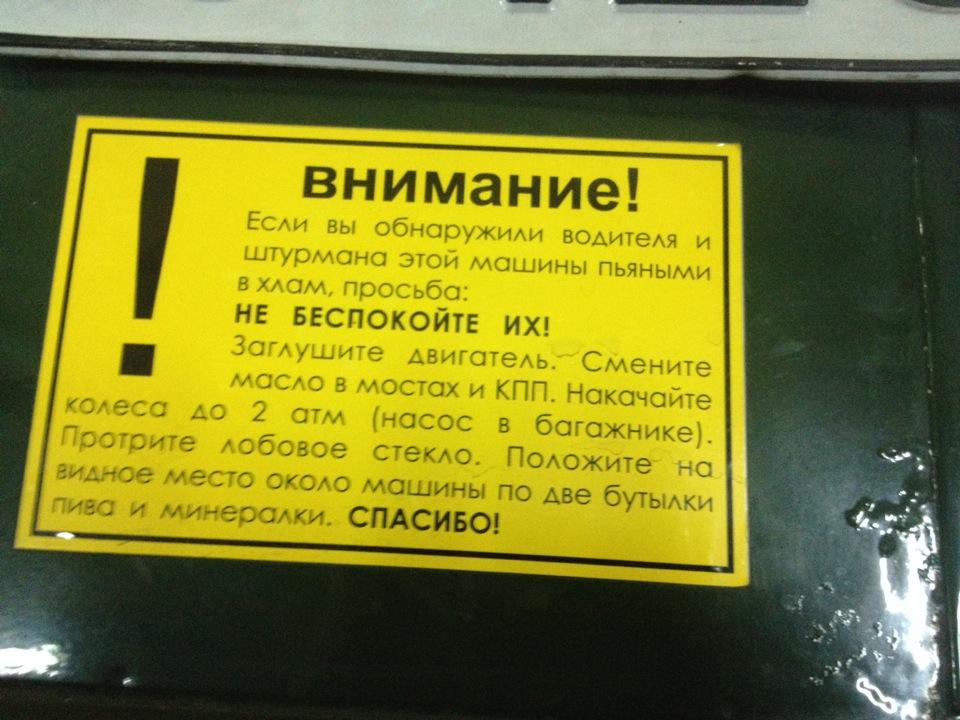 !
внимание!
Если вы обнаружили водителя и
штурмана этой машины пьяными
в хлам, просьба:
НЕ БЕСПОКОЙТЕ ИХ!
Заглушите двигатель. Смените
масло в мостах и КПП. Накачайте
колеса до 2 атм (насос в багажнике).
Протрите лобовое стекло. Положите на
видное место около машины по две бутылки
пива и минералки. СПАСИБО!